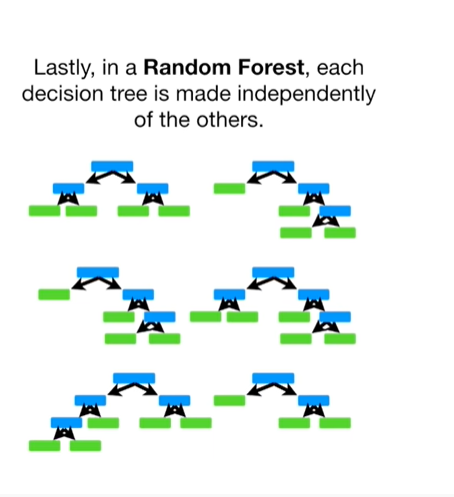 Lastly, in a Random Forest, each
decision tree is made independently
of the others.